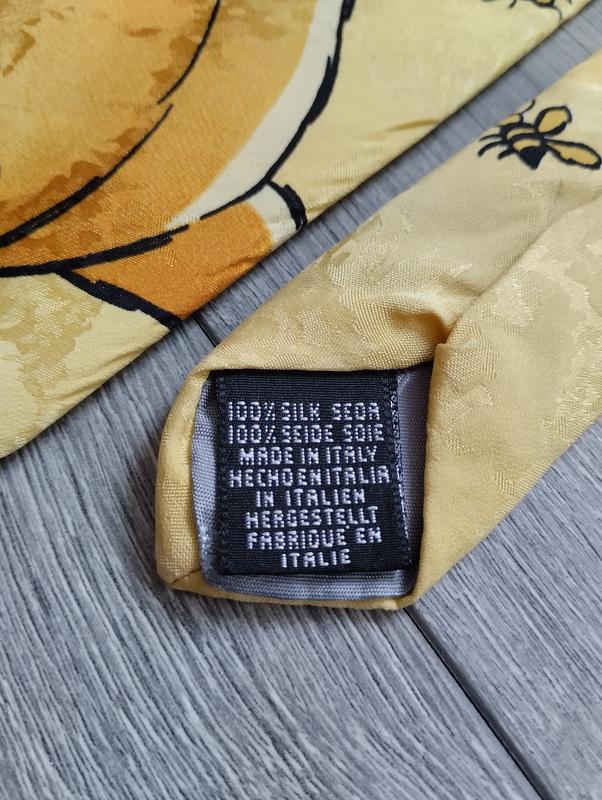 100% SILK SEDA
100% SEIDE SOIE
MADE IN ITALY
HECHO EN ITALIA
IN ITALIEN
HERGESTELLT
FABRIQUE EN
ITALIE